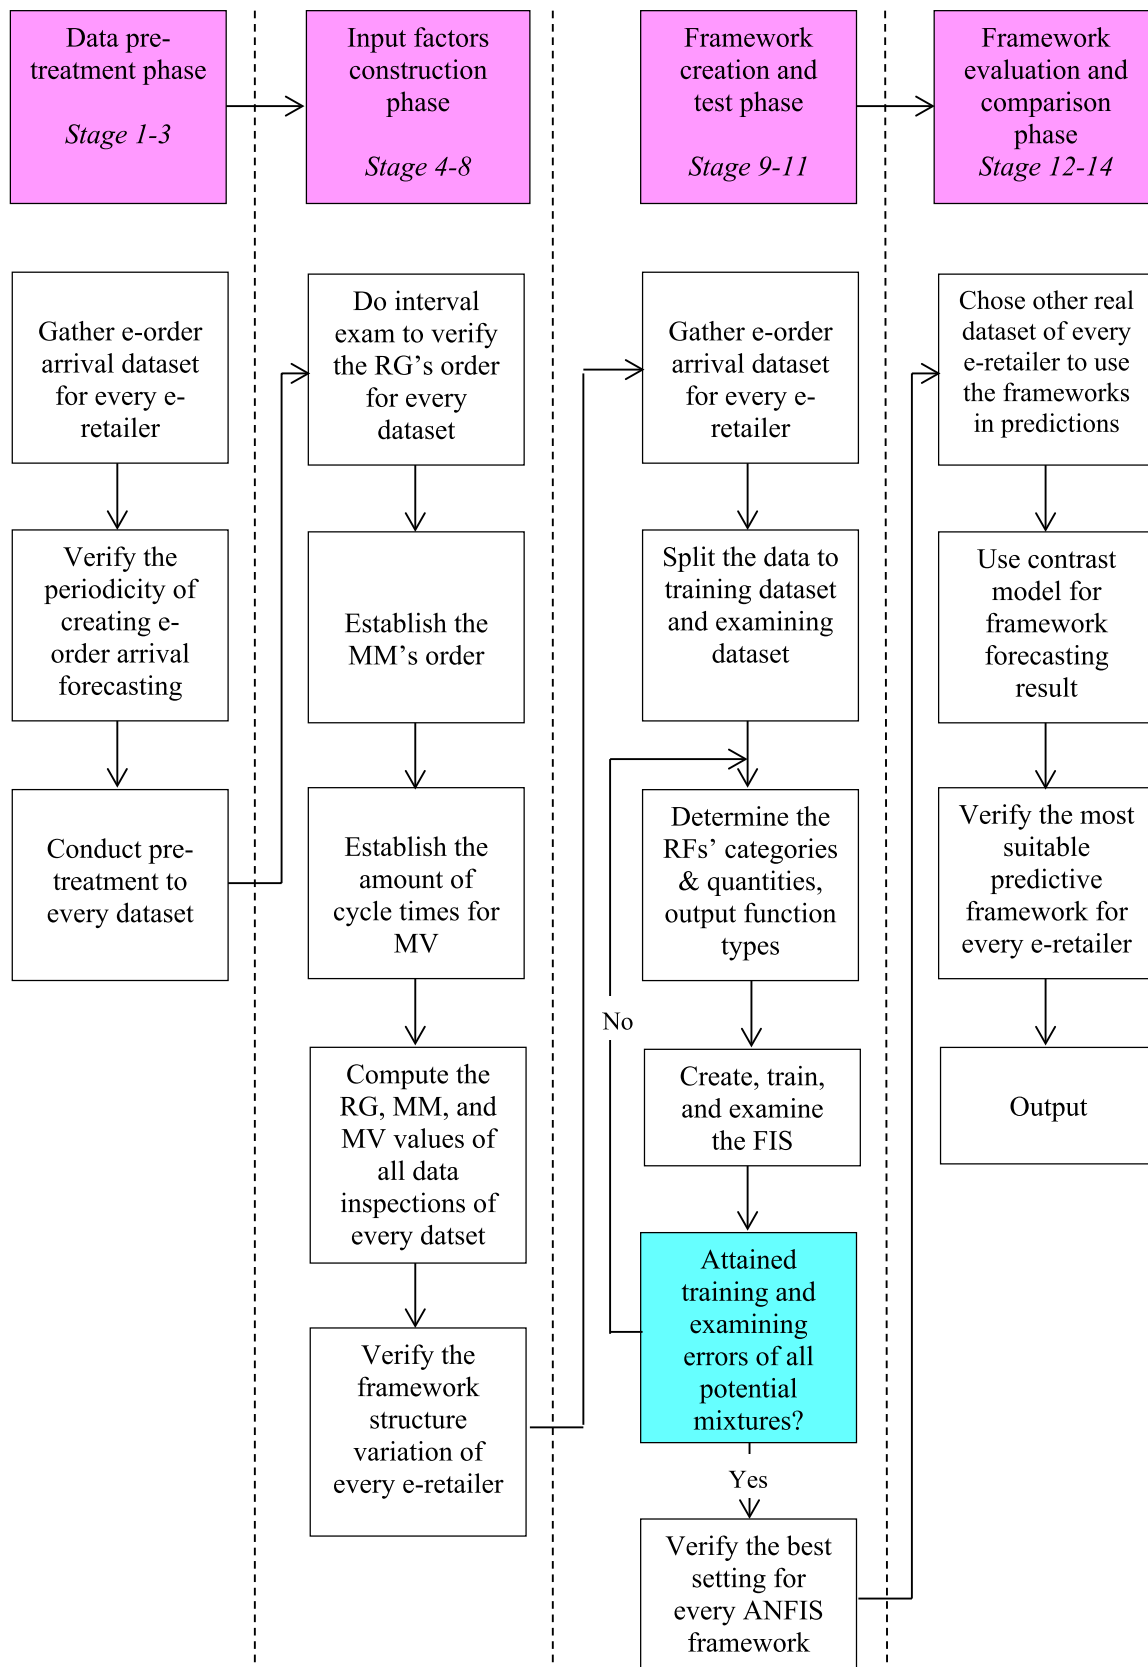 Data pre-
treatment phase
Stage 1-3
Input factors
construction
phase
Stage 4-8
Framework
creation and
test phase
Stage 9-11
Framework
evaluation and
comparison
phase
Stage 12-14
Gather e-order
arrival dataset
for every e-
retailer
Verify the
periodicity of
creating e-
order arrival
forecasting
Conduct pre-
treatment to
every dataset
Do interval
exam to verify
the RG’s order
for every
dataset
Establish the
MM’s order
Establish the
amount of
cycle times for
MV
Compute the
RG, MM, and
MV values of
all data
inspections of
every datset
Verify the
framework
structure
variation of
every e-retailer
Gather e-order
arrival dataset
for every e-
retailer
Split the data to
training dataset
and examining
dataset
Determine the
RFs’ categories
& quantities,
output function
types
No
Create, train,
and examine
the FIS
Attained
training and
examining
errors of all
potential
mixtures?
Yes
Verify the best
setting for
every ANFIS
framework
Chose other real
dataset of every
e-retailer to use
the frameworks
in predictions
Use contrast
model for
framework
forecasting
result
Verify the most
suitable
predictive
framework for
every e-retailer
Output